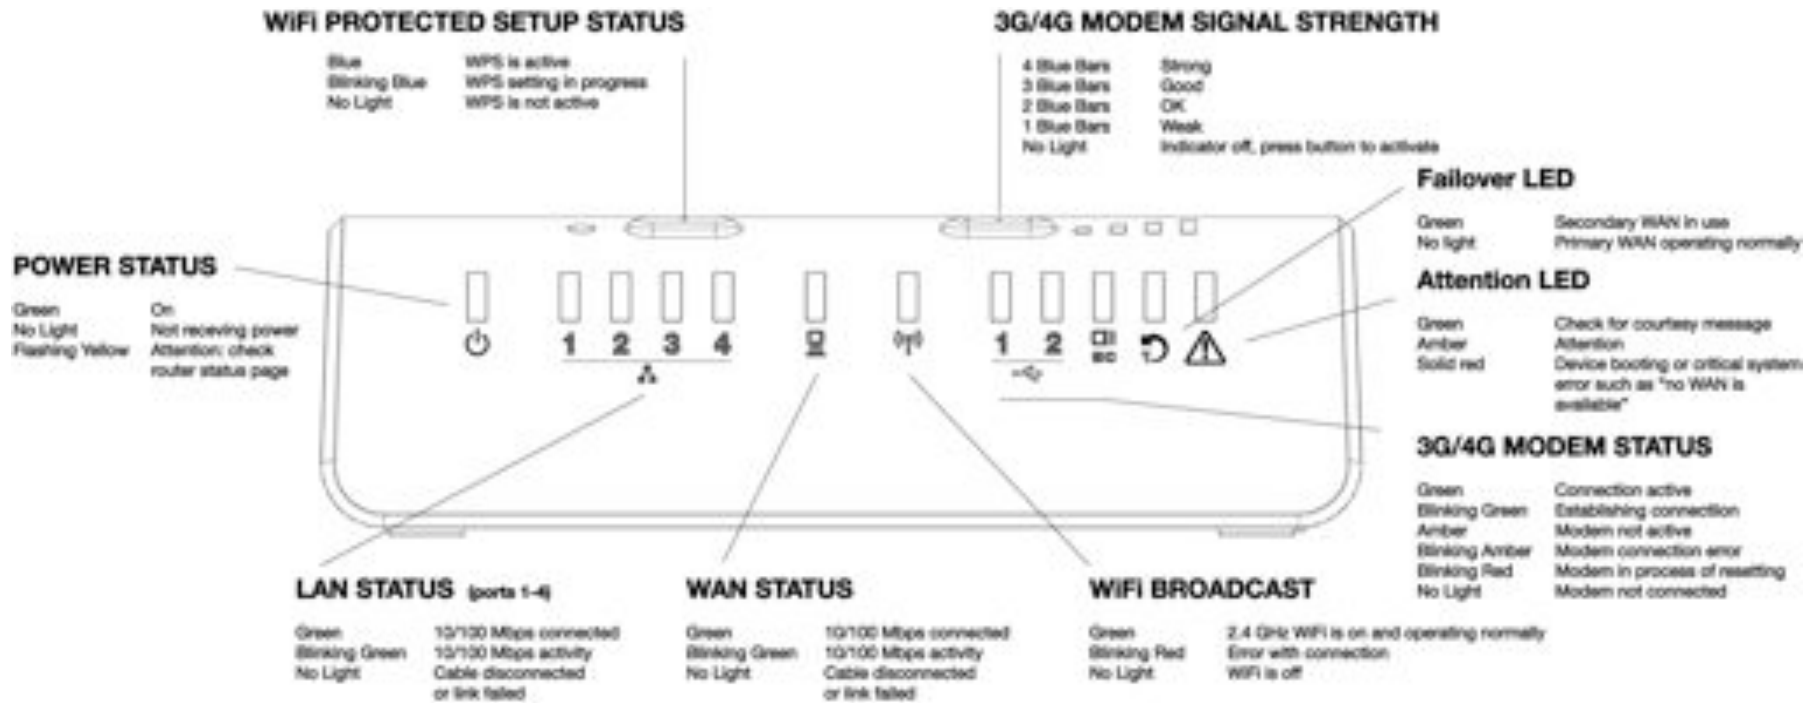 WiFi PROTECTED SETUP STATUS
Blue WPS is active
Blinking Blue WPS setting in progress
No Light WPS is not active
3G/4G MODEM SIGNAL STRENGTH
4 Blue Bars Strong
3 Blue Bars Good
2 Blue Bars OK
1 Blue Bars Weak
No Light Indicator off, press button to activate
Failover LED
Green Secondary WAN in use
No light Primary WAN operating normally
POWER STATUS
Green On
No Light Not receving power
Flashing Yellow Attention: check
router status page
Attention LED
Green Check for courtesy message
Amber Attention
Solid red Device booting or critical system
error such as "no WAN is
available"
1 2 3 4 1 2
3G/4G MODEM STATUS
Green Connection active
Blinking Green Establishing connection
Amber Modem not active
Blinking Amber Modem connection error
Blinking Red Modem in process of resetting
No Light Modem not connected
LAN STATUS (ports 1-4)
Green 10/100 Mbps connected
Blinking Green 10/100 Mbps activity
No Light Cable disconnected
or link failed
WAN STATUS
Green 10/100 Mbps connected
Blinking Green 10/100 Mbps activity
No Light Cable disconnected
or link failed
WiFi BROADCAST
Green 2.4 GHz WiFi is on and operating normally
Blinking Red Error with connection
No Light WiFi is off